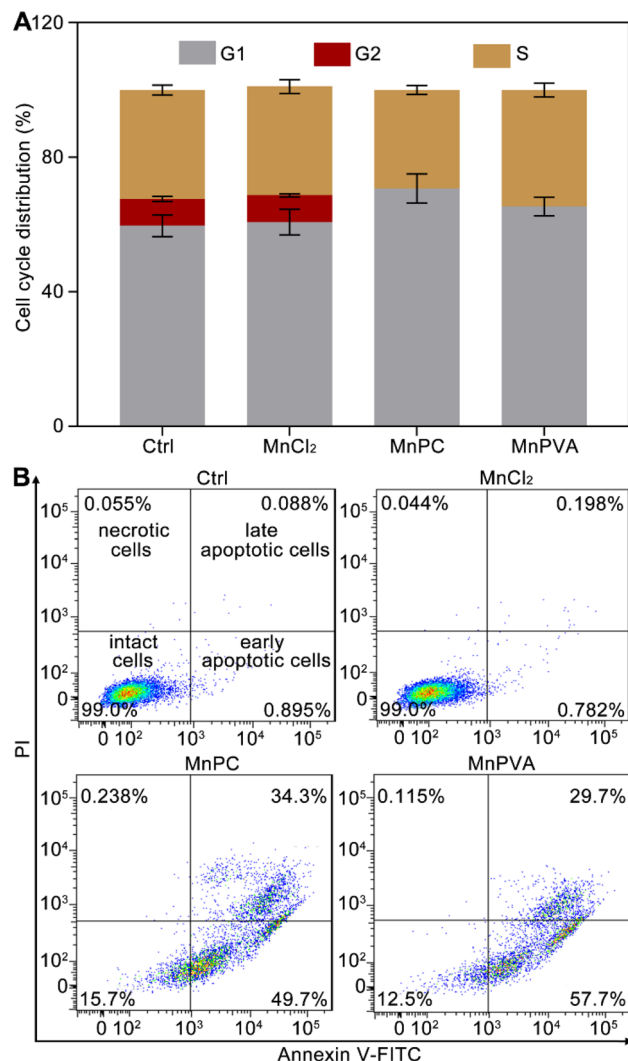 A
120
G1 G2 S
80
40
0
Cell cycle distribution (%)
Ctrl MnCl₂ MnPC MnPVA
B
Ctrl MnCl₂
10⁵ 0.055% 0.088% 10⁵ 0.044% 0.198%
necrotic late
cells apoptotic cells
10⁴ 10⁴
10³ 10³
intact early
cells apoptotic cells
10² 10²
0 0
99.0% 0.895% 99.0% 0.782%
0 10² 10³ 10⁴ 10⁵ 0 10² 10³ 10⁴ 10⁵
PI
MnPC MnPVA
10⁵ 0.238% 34.3% 10⁵ 0.115% 29.7%
10⁴ 10⁴
10³ 10³
10² 10²
0 0
15.7% 49.7% 12.5% 57.7%
0 10² 10³ 10⁴ 10⁵ 0 10² 10³ 10⁴ 10⁵
Annexin V-FITC